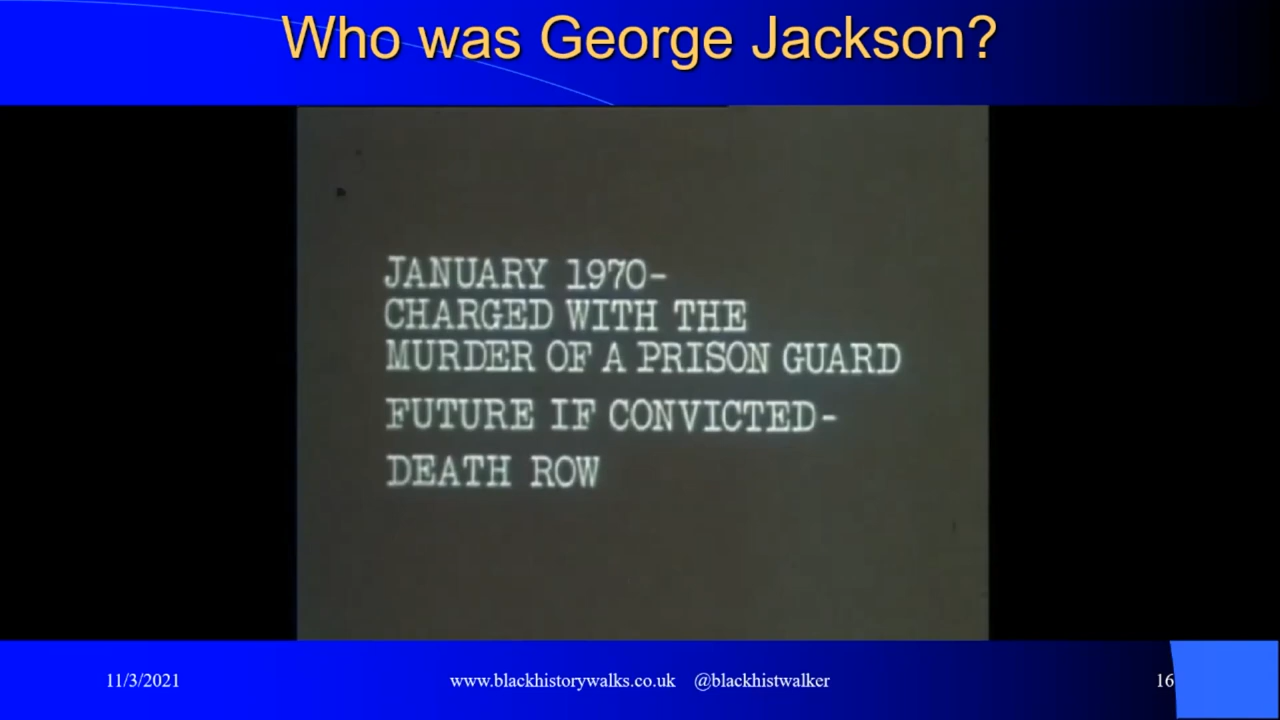 Who was George Jackson?
JANUARY 1970-
CHARGED WITH THE
MURDER OF A PRISON GUARD
FUTURE IF CONVICTED-
DEATH ROW
11/3/2021
www.blackhistorywalks.co.uk @blackhistwalker
16